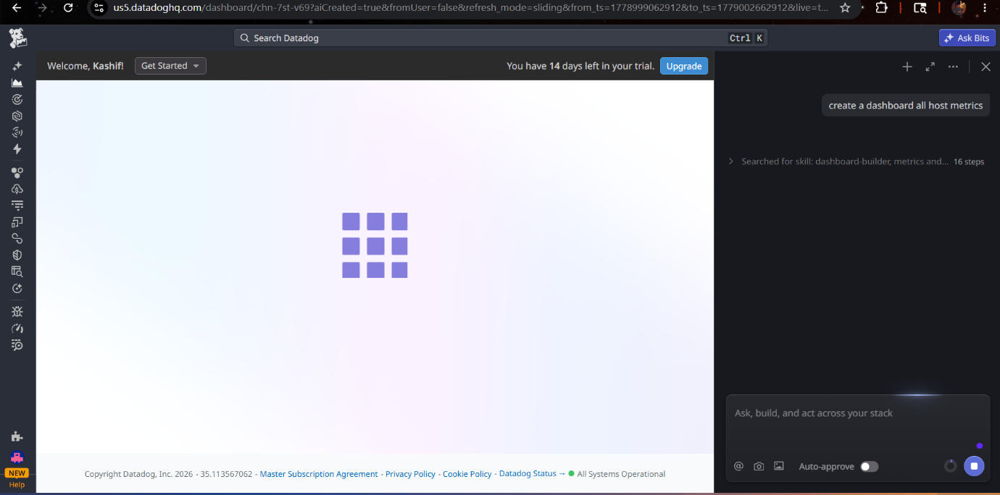 us5.datadoghq.com/dashboard/chn-7st-v69?aiCreated=true&fromUser=false&refresh_mode=sliding&from_ts=1778999062912&to_ts=1779002662912&live=t...
Search Datadog
Ctrl K
Ask Bits
Welcome, Kashif!
Get Started
You have 14 days left in your trial.
Upgrade
create a dashboard all host metrics
Searched for skill: dashboard-builder, metrics and... 16 steps
Ask, build, and act across your stack
@
Auto-approve
NEW
Help
Copyright Datadog, Inc. 2026 - 35.113567062 - Master Subscription Agreement - Privacy Policy - Cookie Policy - Datadog Status → All Systems Operational